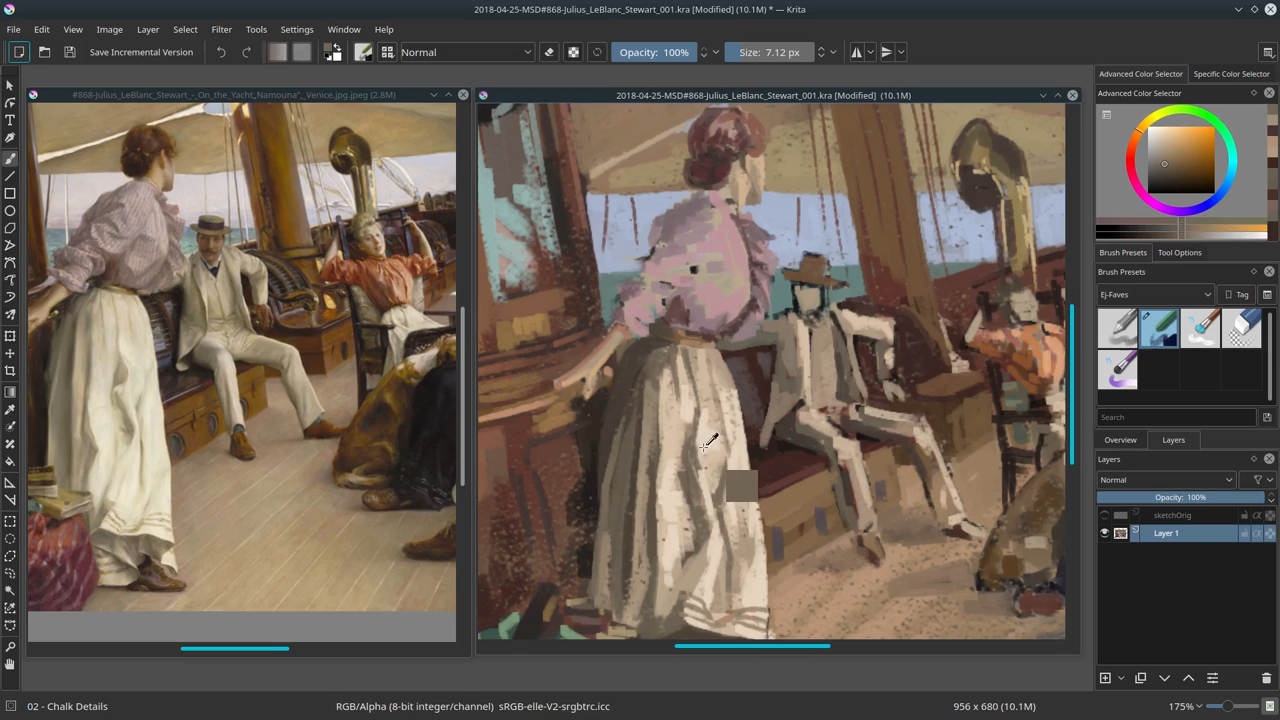 2018-04-25-MSD#868-Julius_LeBlanc_Stewart_001.kra [Modified] (10.1M) * — Krita
File Edit View Image Layer Select Filter Tools Settings Window Help
Save Incremental Version
Normal
Opacity: 100%
Size: 7.12 px
#868-Julius_LeBlanc_Stewart_-_On_the_Yacht_Namouna",_Venice.jpg.jpeg (2.8M)
2018-04-25-MSD#868-Julius_LeBlanc_Stewart_001.kra [Modified] (10.1M)
Advanced Color Selector
Specific Color Selector
Advanced Color Selector
Brush Presets
Tool Options
Brush Presets
Ej-Faves
Tag
Search
Overview
Layers
Layers
Normal
Opacity: 100%
sketchOrig
Layer 1
02 - Chalk Details
RGB/Alpha (8-bit integer/channel) sRGB-elle-V2-srgbtrc.icc
956 x 680 (10.1M)
175%